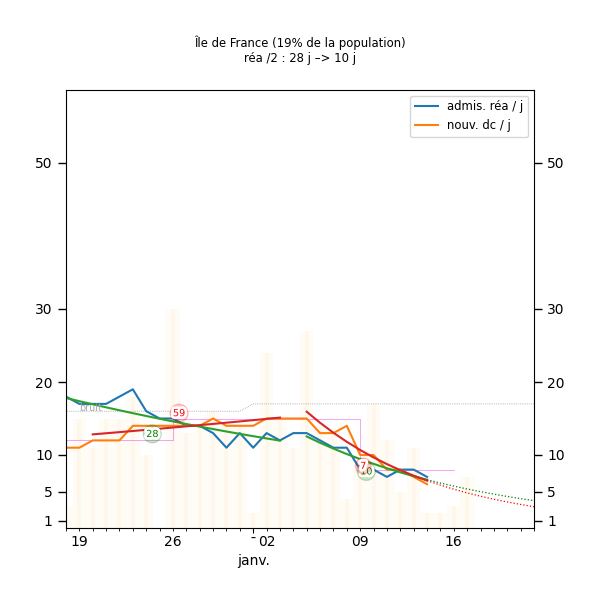 Île de France (19% de la population)
réa /2 : 28 j –> 10 j
admis. réa / j
nouv. dc / j
50 50
30 30
20 20
bruit
59
28
10 10
7
10
5 5
1 1
19 26 02 09 16
janv.